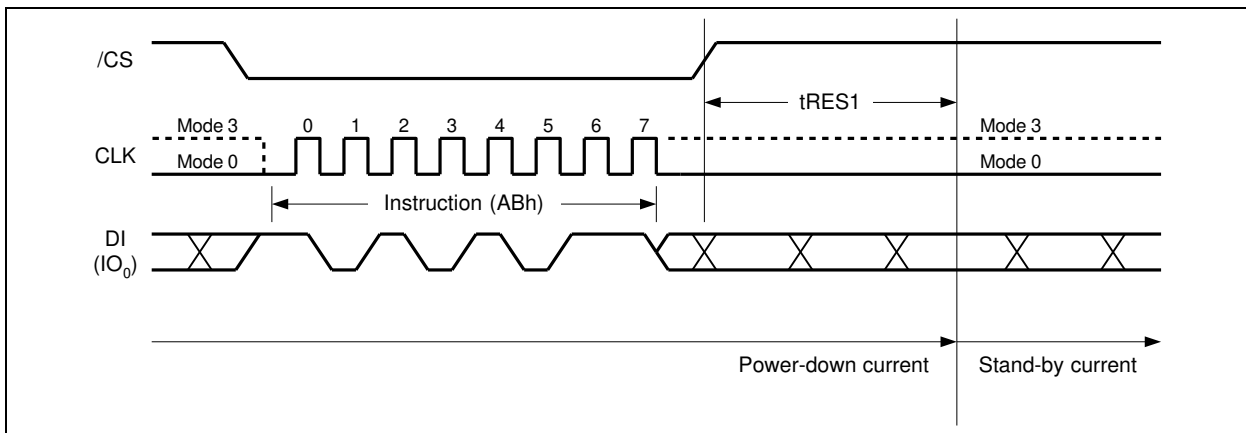 /CS
tRES1
Mode 3 0 1 2 3 4 5 6 7 Mode 3
CLK
Mode 0 Mode 0
Instruction (ABh)
DI
(IO0)
Power-down current Stand-by current